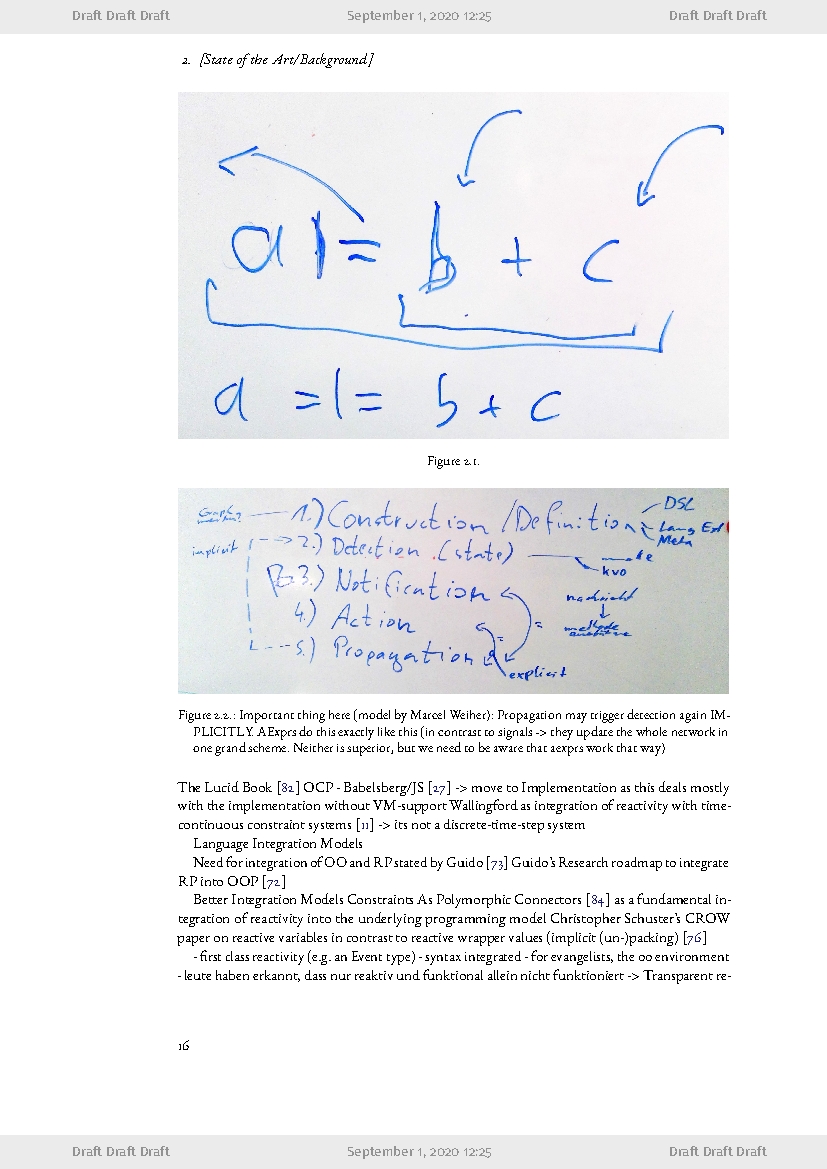 Draft Draft Draft September 1, 2020 12:25 Draft Draft Draft
2. [State of the Art/Background]
a |= b + c
a =|= b + c
Figure 2.1.
1.) Construction / Definition
DSL
Lang Ext
Meta
implicit
2.) Detection (state)
kvo
3.) Notification
nachricht
4.) Action
methode
5.) Propagation
explicit
Figure 2.2.: Important thing here (model by Marcel Weiher): Propagation may trigger detection again IM-
PLICITLY. AExprs do this exactly like this (in contrast to signals -> they update the whole network in
one grand scheme. Neither is superior, but we need to be aware that aexprs work that way)
The Lucid Book [82] OCP - Babelsberg/JS [27] -> move to Implementation as this deals mostly
with the implementation without VM-support Wallingford as integration of reactivity with time-
continuous constraint systems [11] -> its not a discrete-time-step system
Language Integration Models
Need for integration of OO and RP stated by Guido [73] Guido's Research roadmap to integrate
RP into OOP [72]
Better Integration Models Constraints As Polymorphic Connectors [84] as a fundamental in-
tegration of reactivity into the underlying programming model Christopher Schuster's CROW
paper on reactive variables in contrast to reactive wrapper values (implicit (un-)packing) [76]
- first class reactivity (e.g. an Event type) - syntax integrated - for evangelists, the oo environment
- leute haben erkannt, dass nur reaktiv und funktional allein nicht funktioniert -> Transparent re-
16
Draft Draft Draft September 1, 2020 12:25 Draft Draft Draft